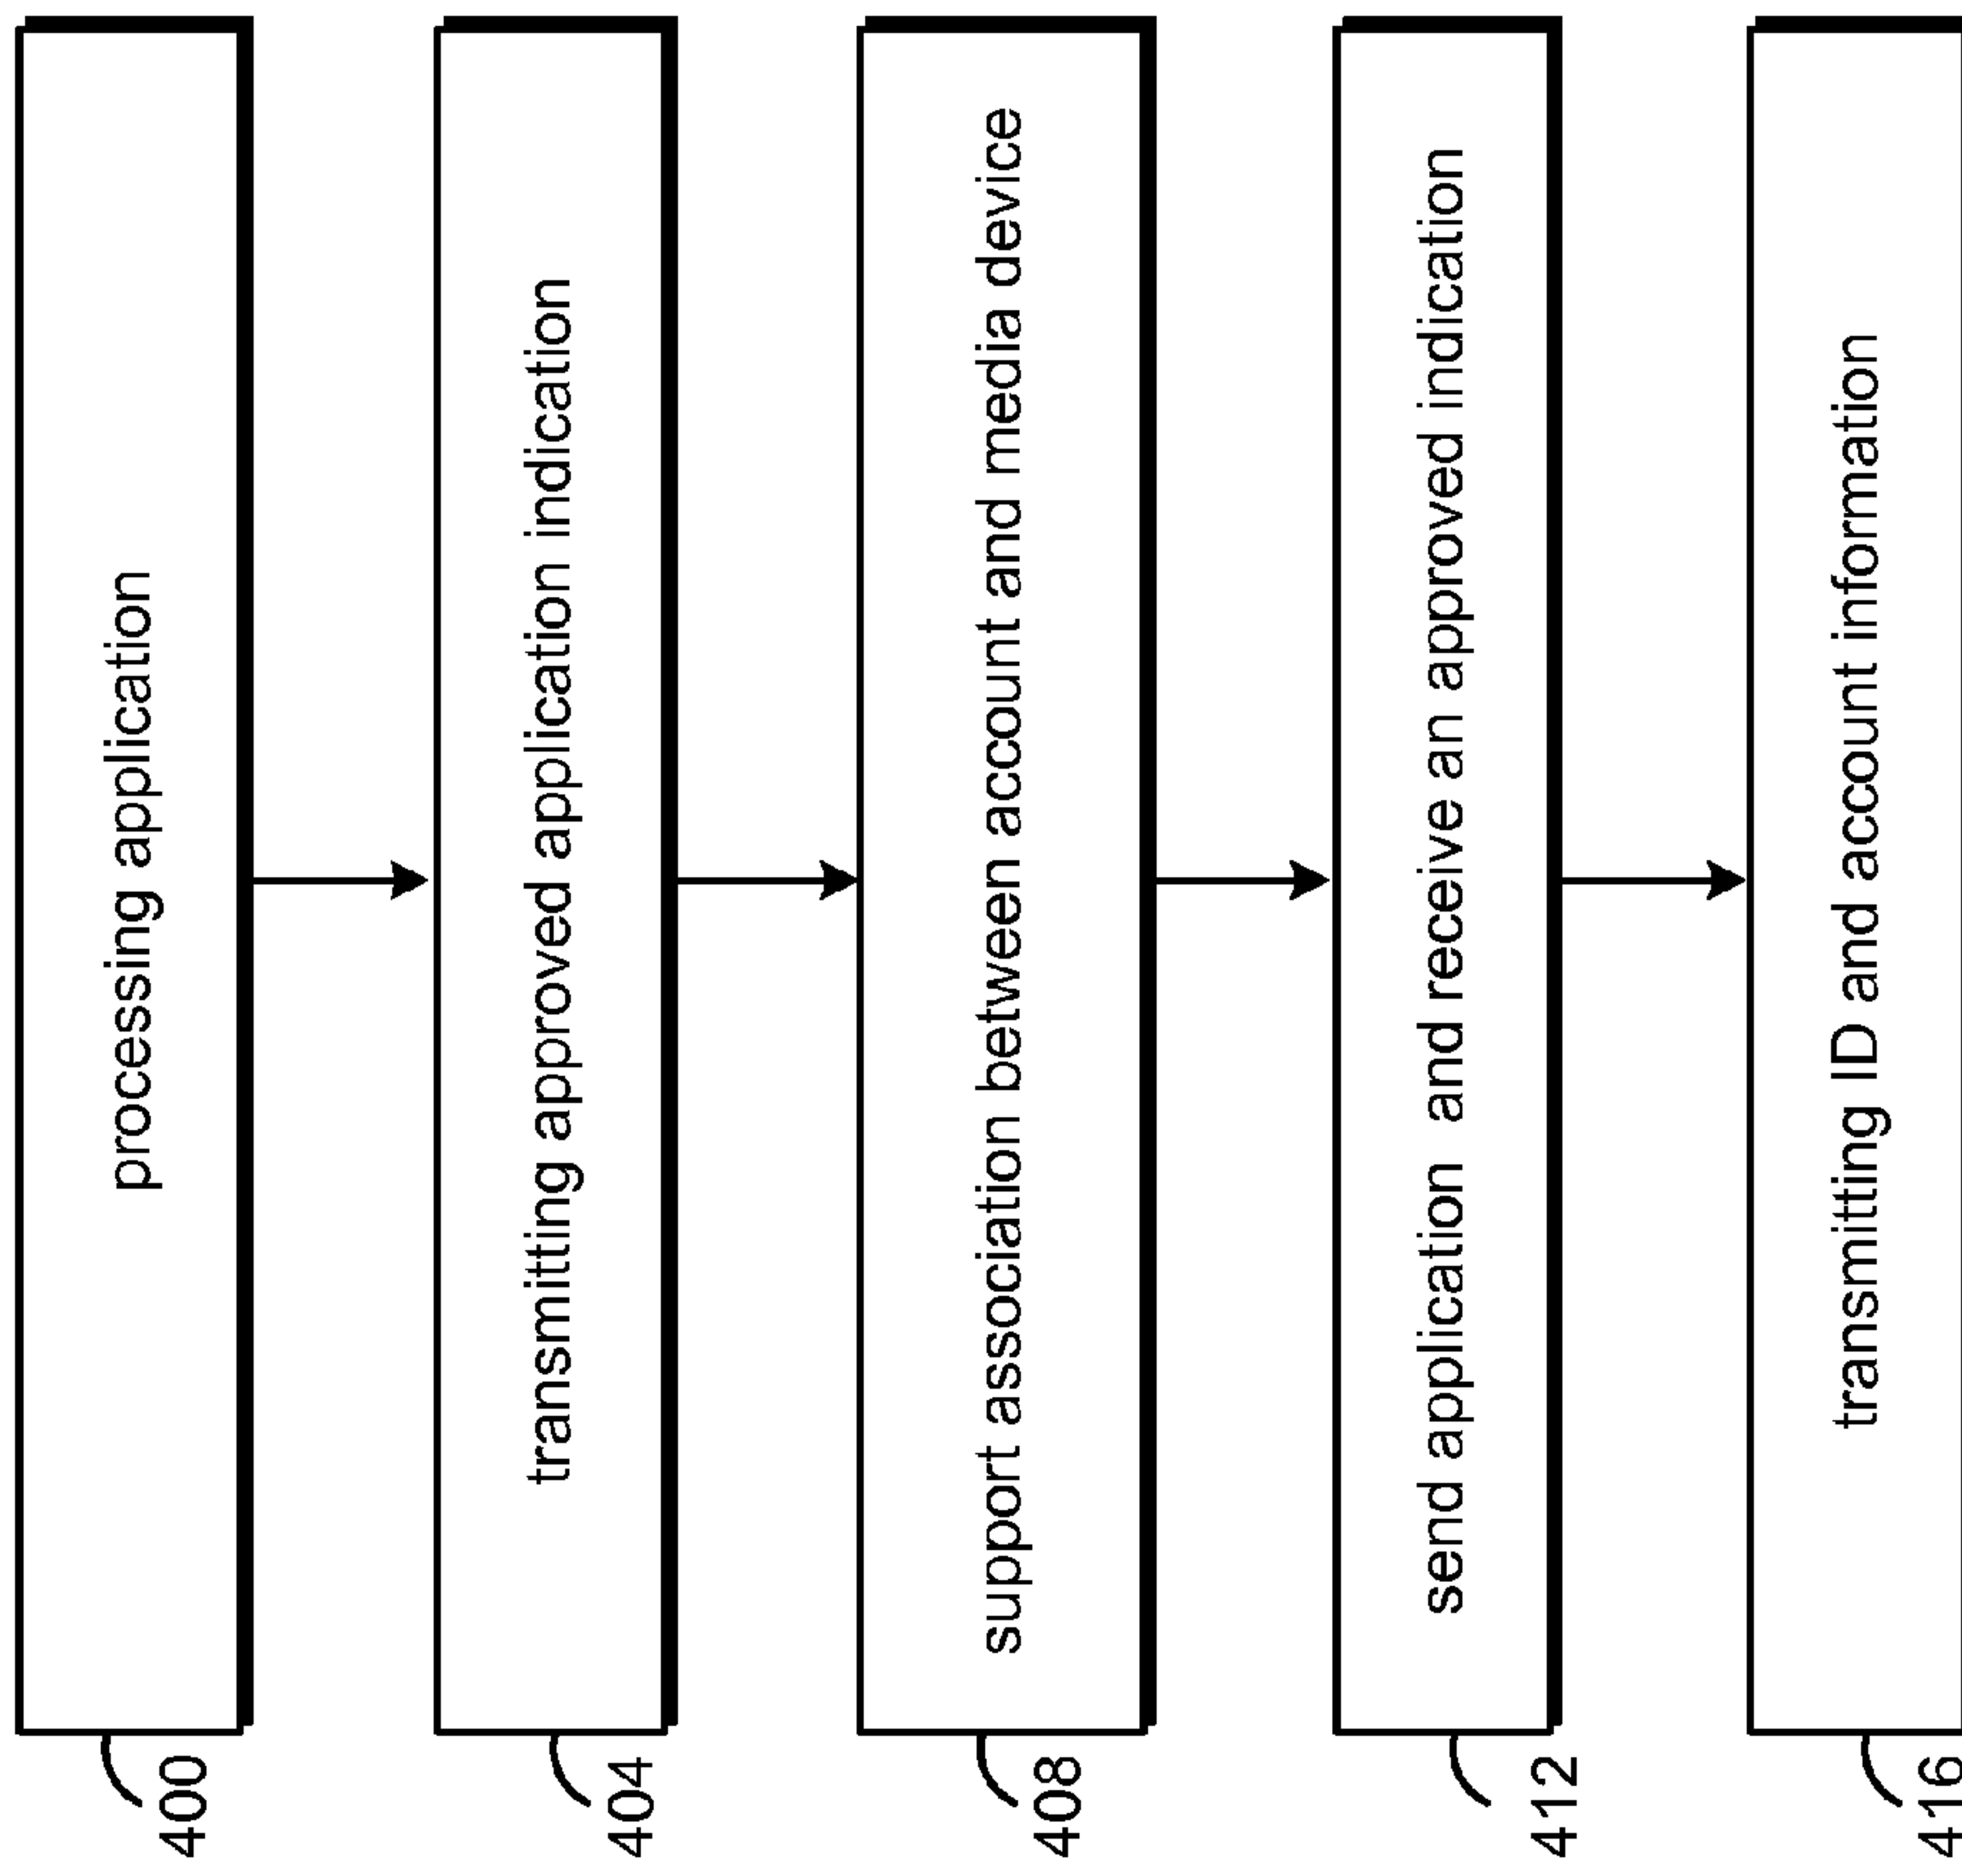 processing application
400
transmitting approved application indication
404
support association between account and media device
408
send application and receive an approved indication
412
transmitting ID and account information
416